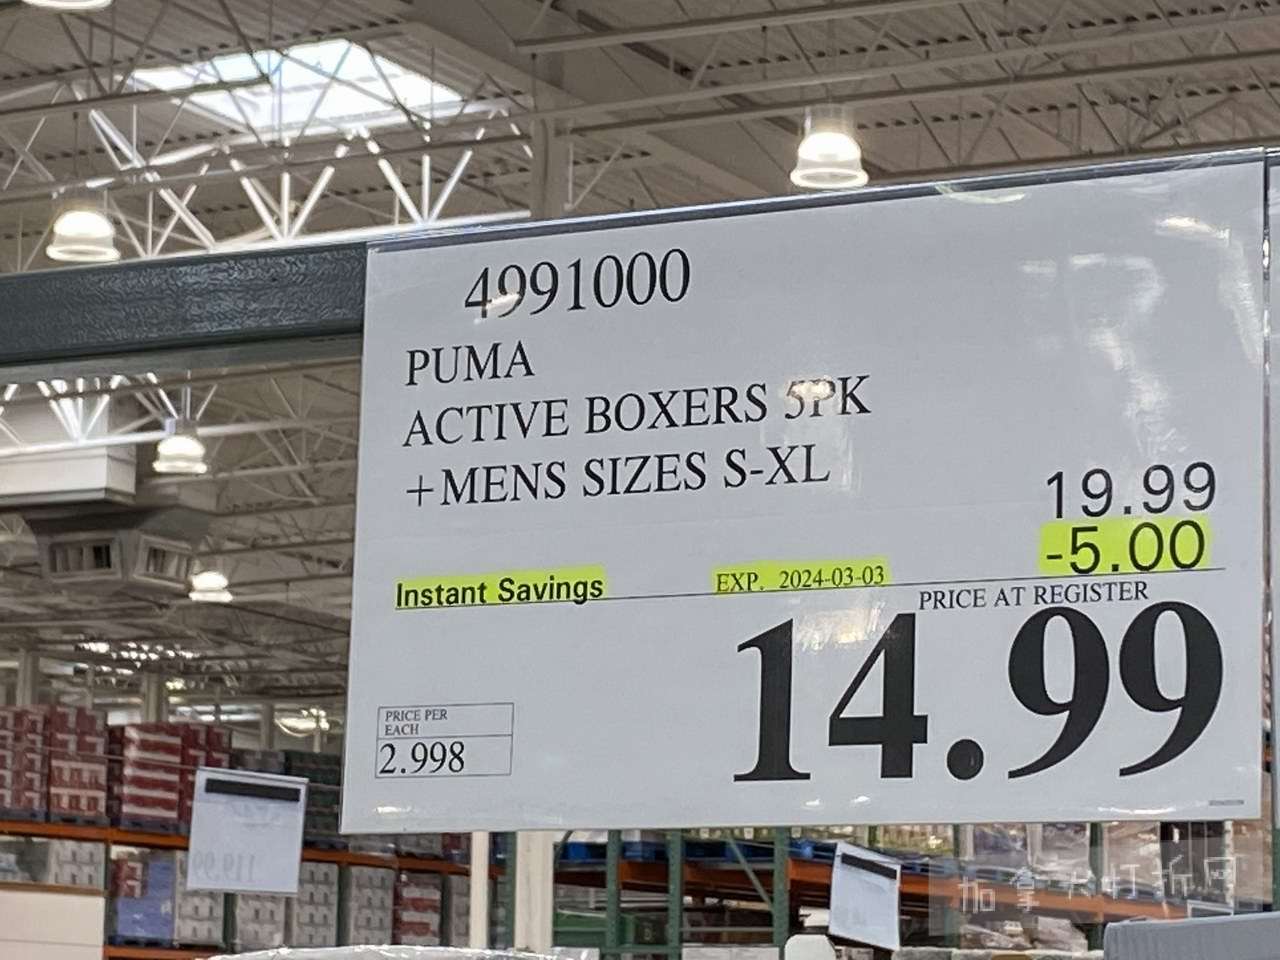 4991000
PUMA
ACTIVE BOXERS 5PK
+MENS SIZES S-XL
19.99
-5.00
Instant Savings
EXP. 2024-03-03
PRICE AT REGISTER
14.99
PRICE PER
EACH
2.998
加拿大打折网